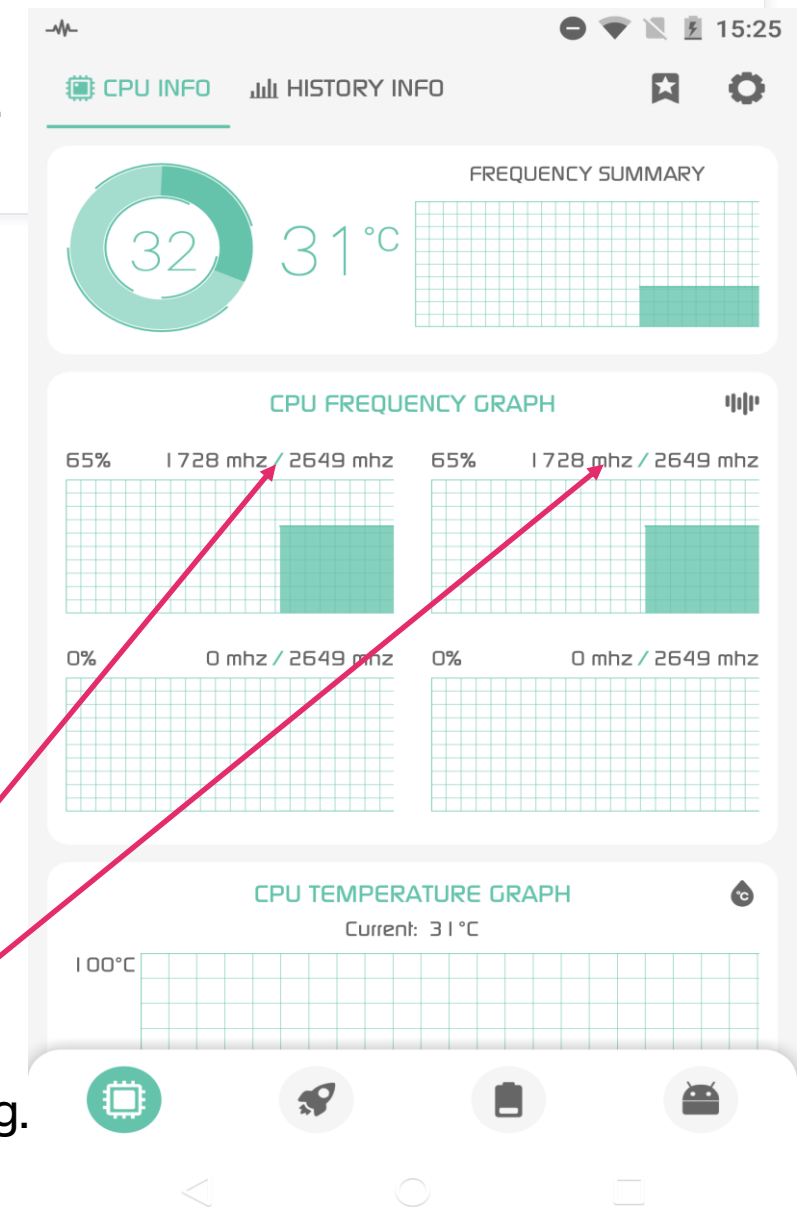 15:25
CPU INFO HISTORY INFO
FREQUENCY SUMMARY
32 31°C
CPU FREQUENCY GRAPH
65% 1728 mhz / 2649 mhz 65% 1728 mhz / 2649 mhz
0% 0 mhz / 2649 mhz 0% 0 mhz / 2649 mhz
CPU TEMPERATURE GRAPH
°C
Current: 31°C
100°C
g.